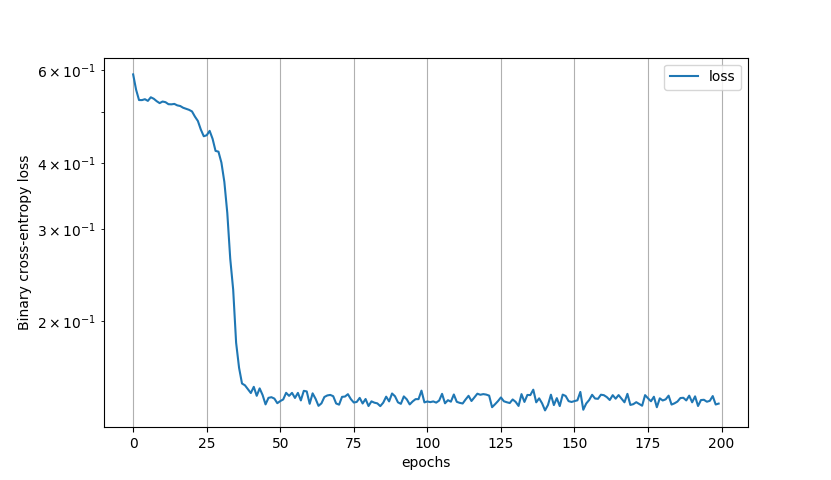 6 × 10⁻¹
4 × 10⁻¹
3 × 10⁻¹
2 × 10⁻¹
Binary cross-entropy loss
loss
0 25 50 75 100 125 150 175 200
epochs